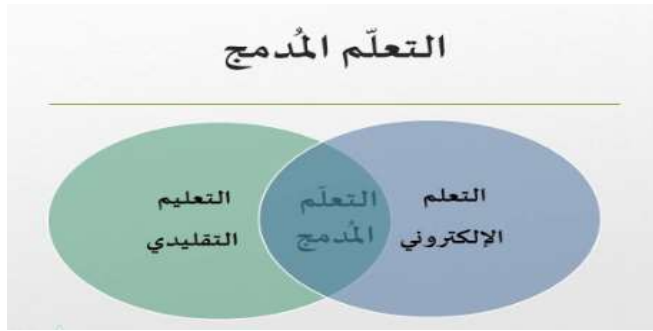 التعلّم المُدمج
التعلم
الإلكتروني
التعلّم
المُدمج
التعليم
التقليدي